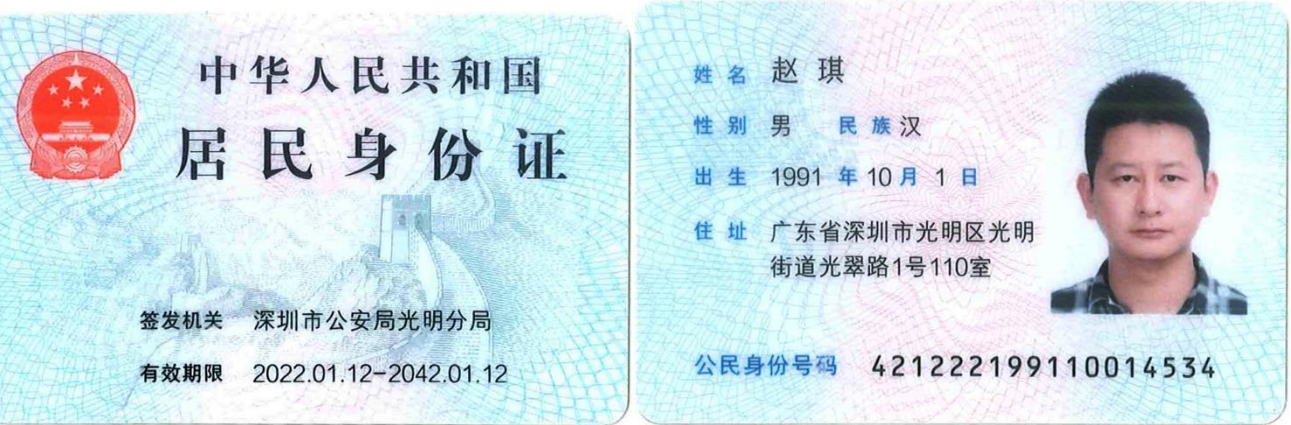 中华人民共和国
居民身份证
签发机关 深圳市公安局光明分局
有效期限 2022.01.12-2042.01.12
姓名 赵琪
性别 男 民族 汉
出生 1991 年 10 月 1 日
住址 广东省深圳市光明区光明
街道光翠路1号110室
公民身份号码 421222199110014534